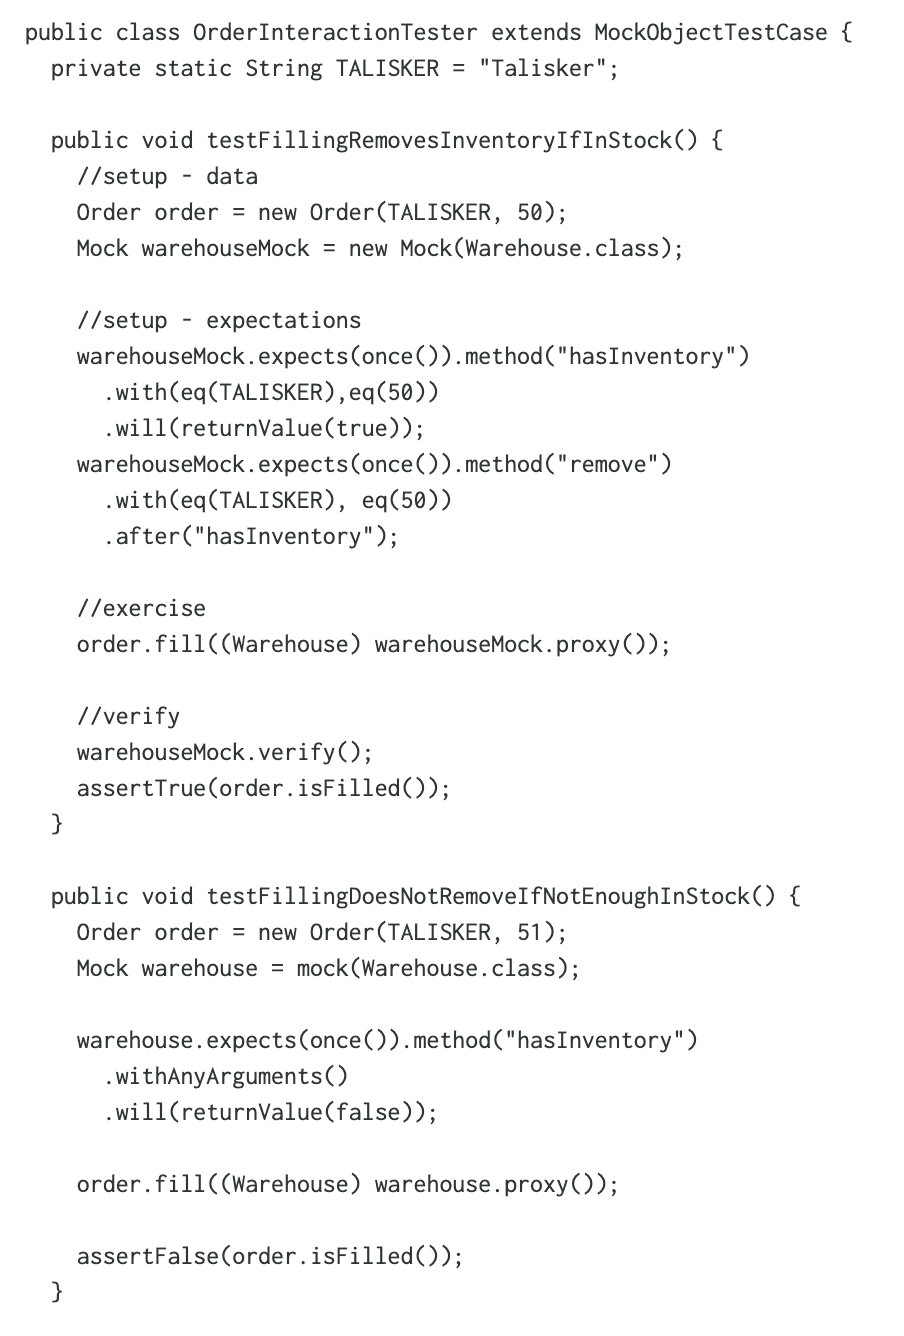 public class OrderInteractionTester extends MockObjectTestCase {
  private static String TALISKER = "Talisker";

  public void testFillingRemovesInventoryIfInStock() {
    //setup - data
    Order order = new Order(TALISKER, 50);
    Mock warehouseMock = new Mock(Warehouse.class);

    //setup - expectations
    warehouseMock.expects(once()).method("hasInventory")
      .with(eq(TALISKER),eq(50))
      .will(returnValue(true));
    warehouseMock.expects(once()).method("remove")
      .with(eq(TALISKER), eq(50))
      .after("hasInventory");

    //exercise
    order.fill((Warehouse) warehouseMock.proxy());

    //verify
    warehouseMock.verify();
    assertTrue(order.isFilled());
  }

  public void testFillingDoesNotRemoveIfNotEnoughInStock() {
    Order order = new Order(TALISKER, 51);
    Mock warehouse = mock(Warehouse.class);

    warehouse.expects(once()).method("hasInventory")
      .withAnyArguments()
      .will(returnValue(false));

    order.fill((Warehouse) warehouse.proxy());

    assertFalse(order.isFilled());
  }